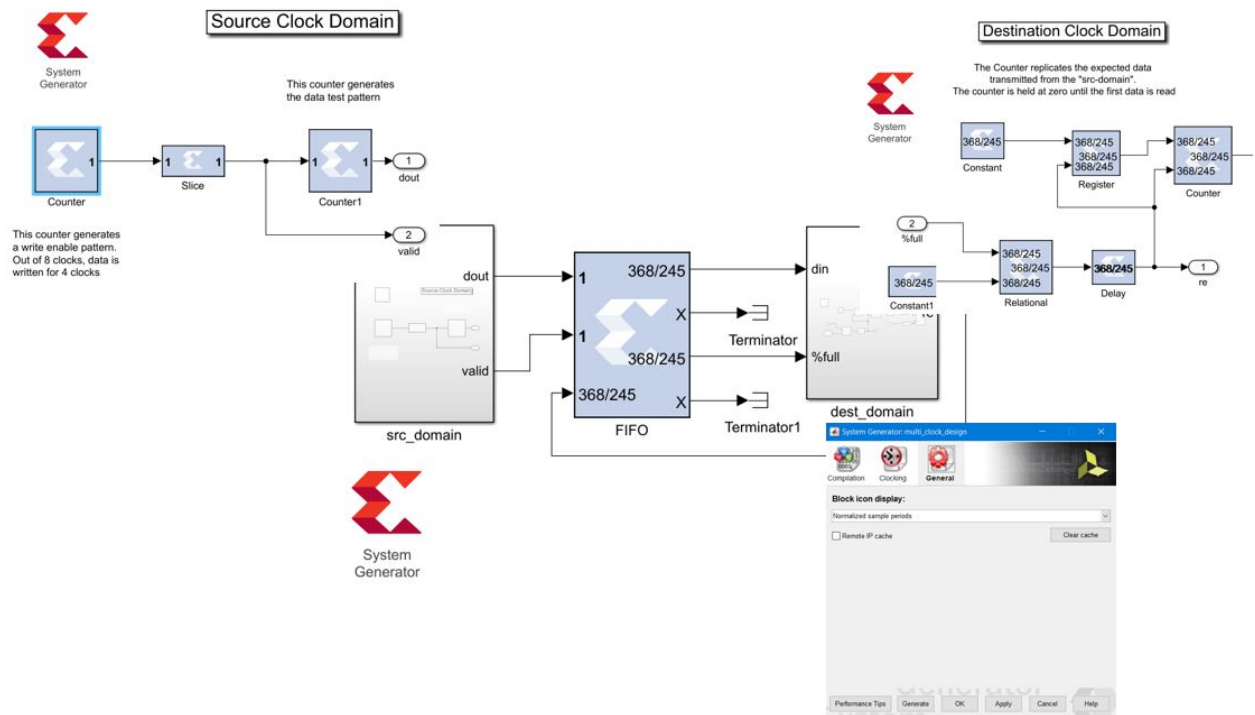 Source Clock Domain
System
Generator
This counter generates
the data test pattern
1
1
1
1
1
1
1
dout
Counter
Slice
Counter1
2
valid
This counter generates
a write enable pattern.
Out of 8 clocks, data is
written for 4 clocks
dout
valid
Source Clock Domain
src_domain
1
1
368/245
368/245
X
368/245
X
FIFO
Terminator
Terminator1
din
%full
dest_domain
System
Generator
Destination Clock Domain
The Counter replicates the expected data
transmitted from the "src-domain".
The counter is held at zero until the first data is read
System
Generator
368/245
Constant
368/245
368/245
368/245
Register
368/245
368/245
368/245
Counter
2
%full
368/245
Constant1
368/245
368/245
368/245
Relational
368/245
Delay
1
re
System Generator: multi_clock_design
Compilation
Clocking
General
Block icon display:
Normalized sample periods
Remote IP cache
Clear cache
Performance Tips
Generate
OK
Apply
Cancel
Help